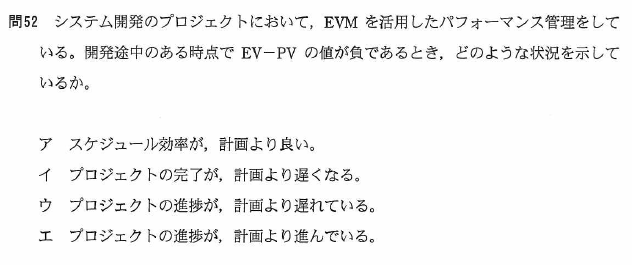 問52 システム開発のプロジェクトにおいて，EVM を活用したパフォーマンス管理をして
いる。開発途中のある時点で EV－PV の値が負であるとき，どのような状況を示して
いるか。
ア スケジュール効率が，計画より良い。
イ プロジェクトの完了が，計画より遅くなる。
ウ プロジェクトの進捗が，計画より遅れている。
エ プロジェクトの進捗が，計画より進んでいる。